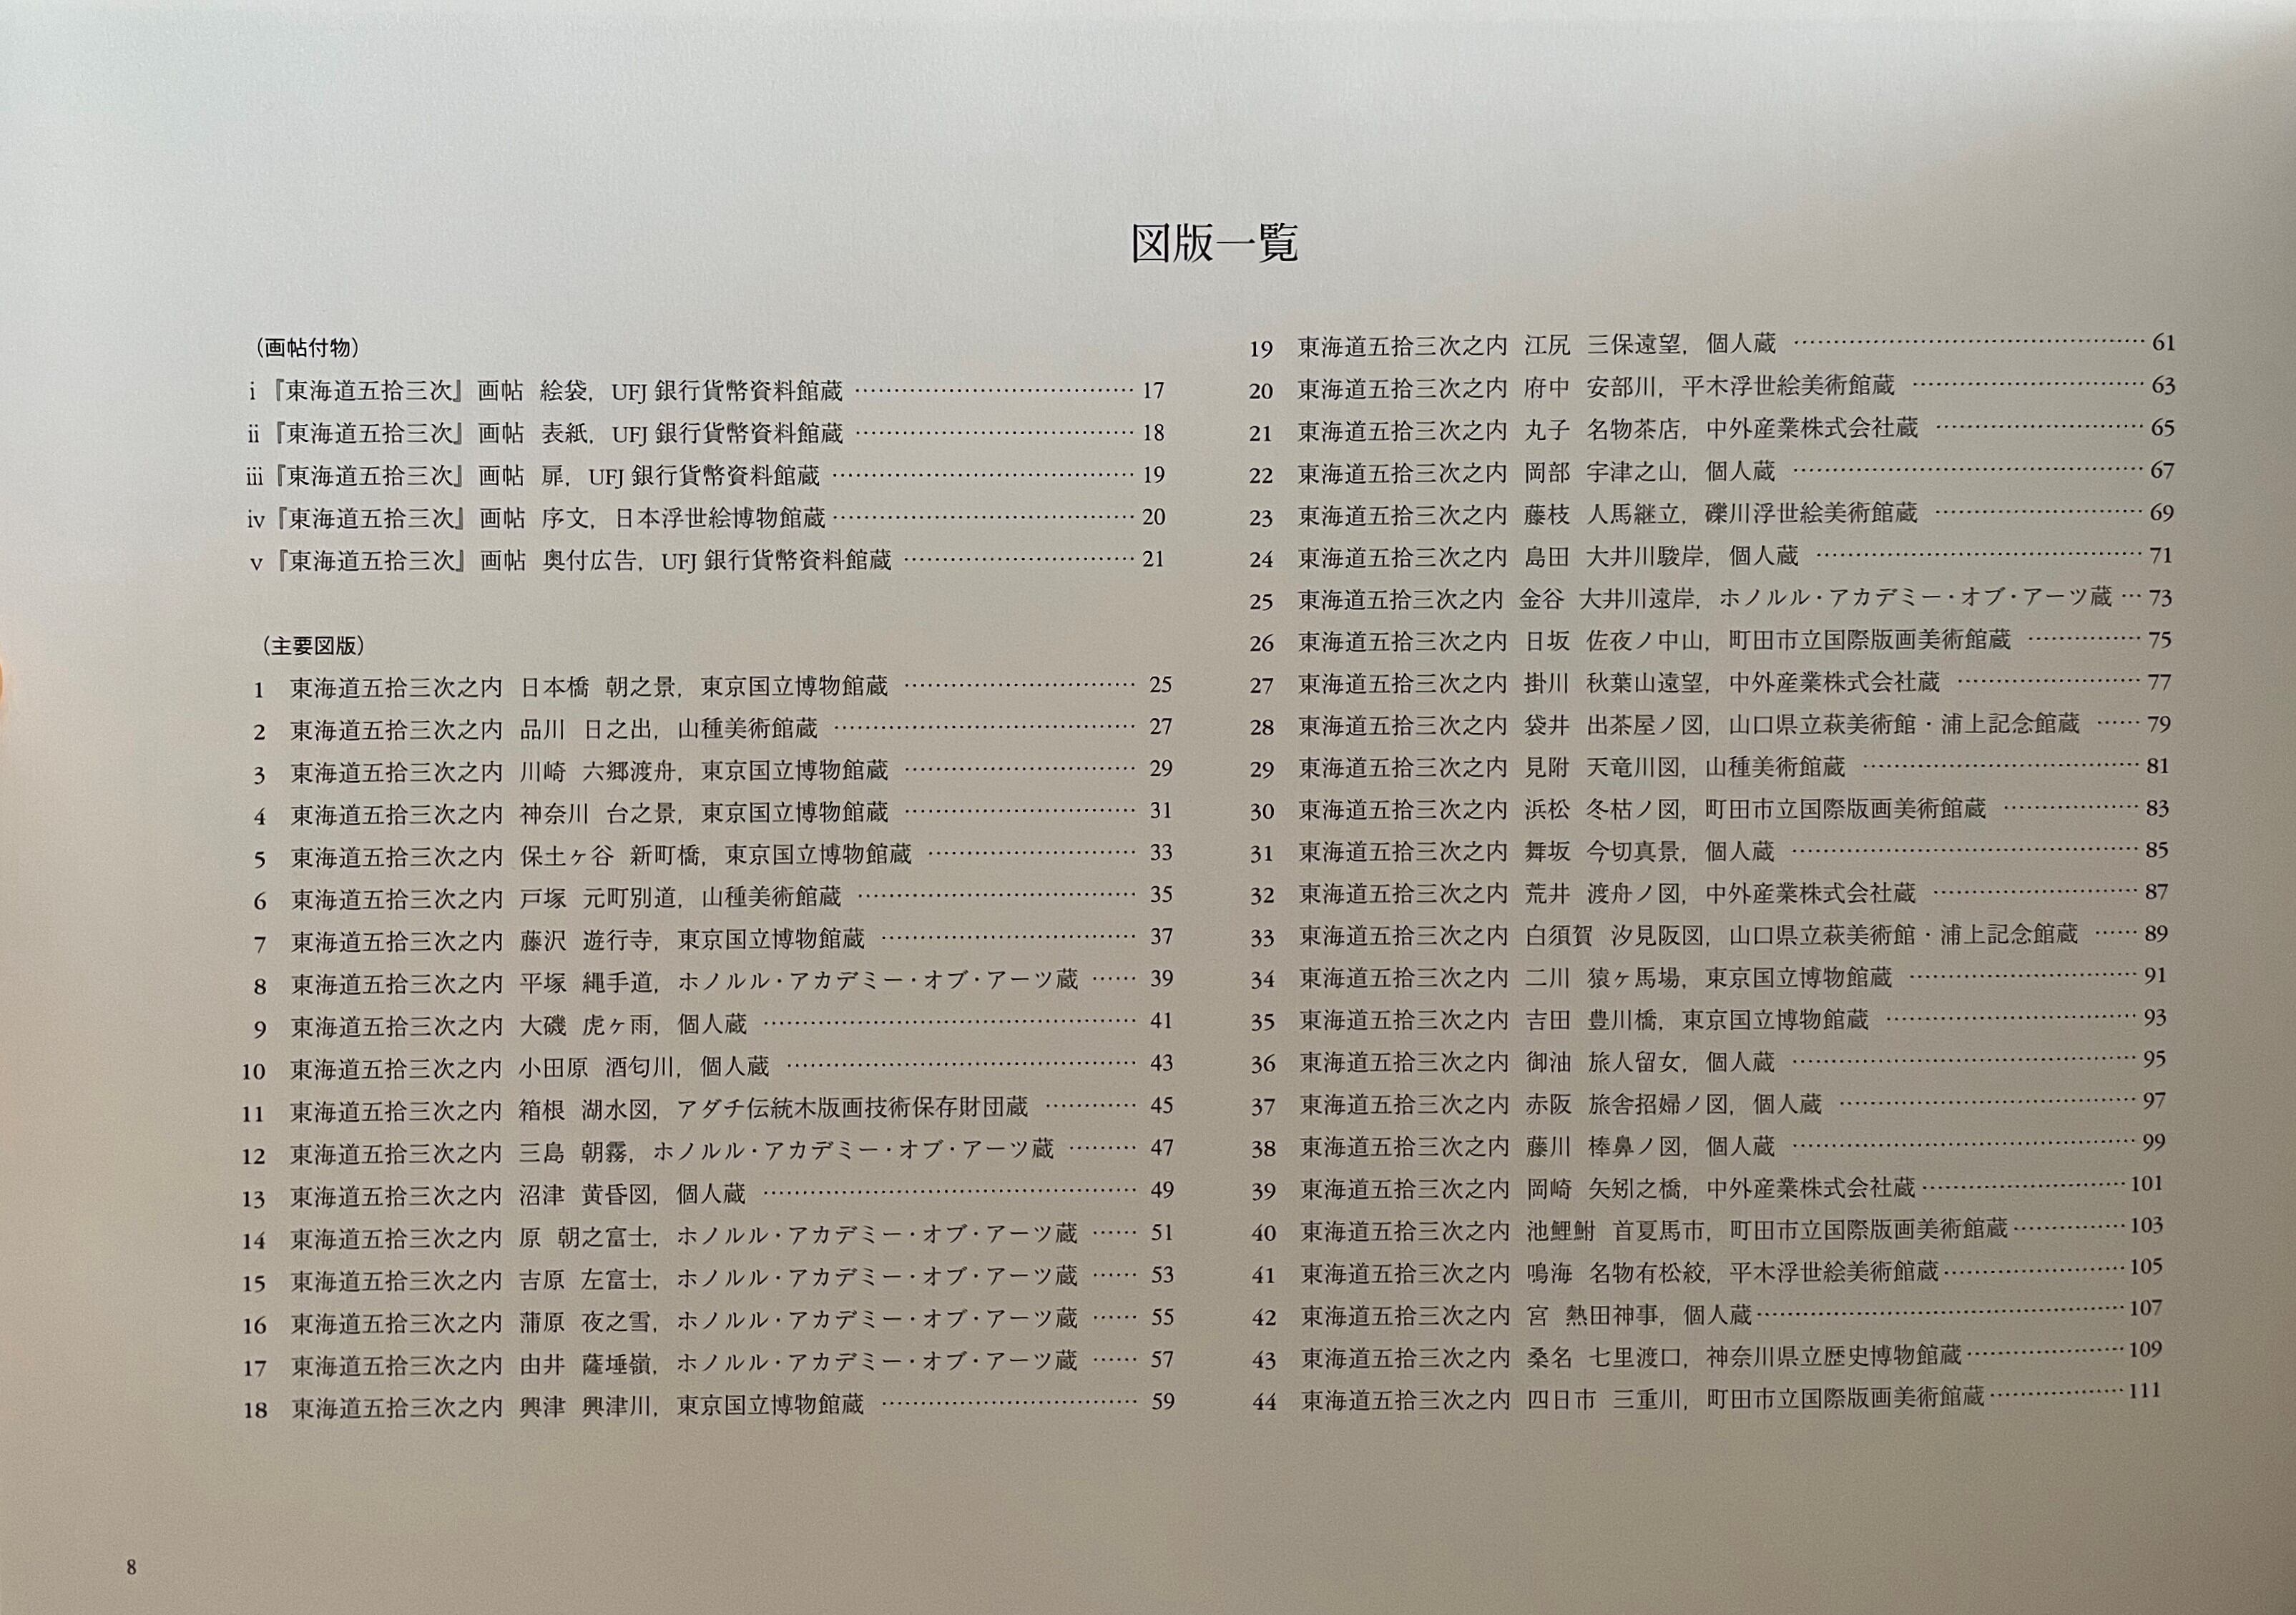 図版一覧
（画帖付物）
i 『東海道五拾三次』画帖 絵袋，UFJ 銀行貨幣資料館蔵 …………………………… 17
ii 『東海道五拾三次』画帖 表紙，UFJ 銀行貨幣資料館蔵 …………………………… 18
iii 『東海道五拾三次』画帖 扉，UFJ 銀行貨幣資料館蔵 …………………………… 19
iv 『東海道五拾三次』画帖 序文，日本浮世絵博物館蔵 …………………………… 20
v 『東海道五拾三次』画帖 奥付広告，UFJ 銀行貨幣資料館蔵 ……………………… 21
（主要図版）
1 東海道五拾三次之内 日本橋 朝之景，東京国立博物館蔵 ……………………… 25
2 東海道五拾三次之内 品川 日之出，山種美術館蔵 …………………………… 27
3 東海道五拾三次之内 川崎 六郷渡舟，東京国立博物館蔵 ……………………… 29
4 東海道五拾三次之内 神奈川 台之景，東京国立博物館蔵 ……………………… 31
5 東海道五拾三次之内 保土ヶ谷 新町橋，東京国立博物館蔵 …………………… 33
6 東海道五拾三次之内 戸塚 元町別道，山種美術館蔵 …………………………… 35
7 東海道五拾三次之内 藤沢 遊行寺，東京国立博物館蔵 ………………………… 37
8 東海道五拾三次之内 平塚 縄手道，ホノルル・アカデミー・オブ・アーツ蔵 …… 39
9 東海道五拾三次之内 大磯 虎ヶ雨，個人蔵 …………………………………… 41
10 東海道五拾三次之内 小田原 酒匂川，個人蔵 ………………………………… 43
11 東海道五拾三次之内 箱根 湖水図，アダチ伝統木版画技術保存財団蔵 ………… 45
12 東海道五拾三次之内 三島 朝霧，ホノルル・アカデミー・オブ・アーツ蔵 ……… 47
13 東海道五拾三次之内 沼津 黄昏図，個人蔵 …………………………………… 49
14 東海道五拾三次之内 原 朝之富士，ホノルル・アカデミー・オブ・アーツ蔵 …… 51
15 東海道五拾三次之内 吉原 左富士，ホノルル・アカデミー・オブ・アーツ蔵 …… 53
16 東海道五拾三次之内 蒲原 夜之雪，ホノルル・アカデミー・オブ・アーツ蔵 …… 55
17 東海道五拾三次之内 由井 薩埵嶺，ホノルル・アカデミー・オブ・アーツ蔵 …… 57
18 東海道五拾三次之内 興津 興津川，東京国立博物館蔵 ………………………… 59
19 東海道五拾三次之内 江尻 三保遠望，個人蔵 ………………………………… 61
20 東海道五拾三次之内 府中 安部川，平木浮世絵美術館蔵 ……………………… 63
21 東海道五拾三次之内 丸子 名物茶店，中外産業株式会社蔵 …………………… 65
22 東海道五拾三次之内 岡部 宇津之山，個人蔵 ………………………………… 67
23 東海道五拾三次之内 藤枝 人馬継立，礫川浮世絵美術館蔵 …………………… 69
24 東海道五拾三次之内 島田 大井川駿岸，個人蔵 ……………………………… 71
25 東海道五拾三次之内 金谷 大井川遠岸，ホノルル・アカデミー・オブ・アーツ蔵 … 73
26 東海道五拾三次之内 日坂 佐夜ノ中山，町田市立国際版画美術館蔵 ………… 75
27 東海道五拾三次之内 掛川 秋葉山遠望，中外産業株式会社蔵 ………………… 77
28 東海道五拾三次之内 袋井 出茶屋ノ図，山口県立萩美術館・浦上記念館蔵 …… 79
29 東海道五拾三次之内 見附 天竜川図，山種美術館蔵 …………………………… 81
30 東海道五拾三次之内 浜松 冬枯ノ図，町田市立国際版画美術館蔵 …………… 83
31 東海道五拾三次之内 舞坂 今切真景，個人蔵 ………………………………… 85
32 東海道五拾三次之内 荒井 渡舟ノ図，中外産業株式会社蔵 …………………… 87
33 東海道五拾三次之内 白須賀 汐見阪図，山口県立萩美術館・浦上記念館蔵 …… 89
34 東海道五拾三次之内 二川 猿ヶ馬場，東京国立博物館蔵 ……………………… 91
35 東海道五拾三次之内 吉田 豊川橋，東京国立博物館蔵 ………………………… 93
36 東海道五拾三次之内 御油 旅人留女，個人蔵 ………………………………… 95
37 東海道五拾三次之内 赤阪 旅舎招婦ノ図，個人蔵 …………………………… 97
38 東海道五拾三次之内 藤川 棒鼻ノ図，個人蔵 ………………………………… 99
39 東海道五拾三次之内 岡崎 矢矧之橋，中外産業株式会社蔵 …………………… 101
40 東海道五拾三次之内 池鯉鮒 首夏馬市，町田市立国際版画美術館蔵 ………… 103
41 東海道五拾三次之内 鳴海 名物有松絞，平木浮世絵美術館蔵 ………………… 105
42 東海道五拾三次之内 宮 熱田神事，個人蔵 …………………………………… 107
43 東海道五拾三次之内 桑名 七里渡口，神奈川県立歴史博物館蔵 ……………… 109
44 東海道五拾三次之内 四日市 三重川，町田市立国際版画美術館蔵 …………… 111
8